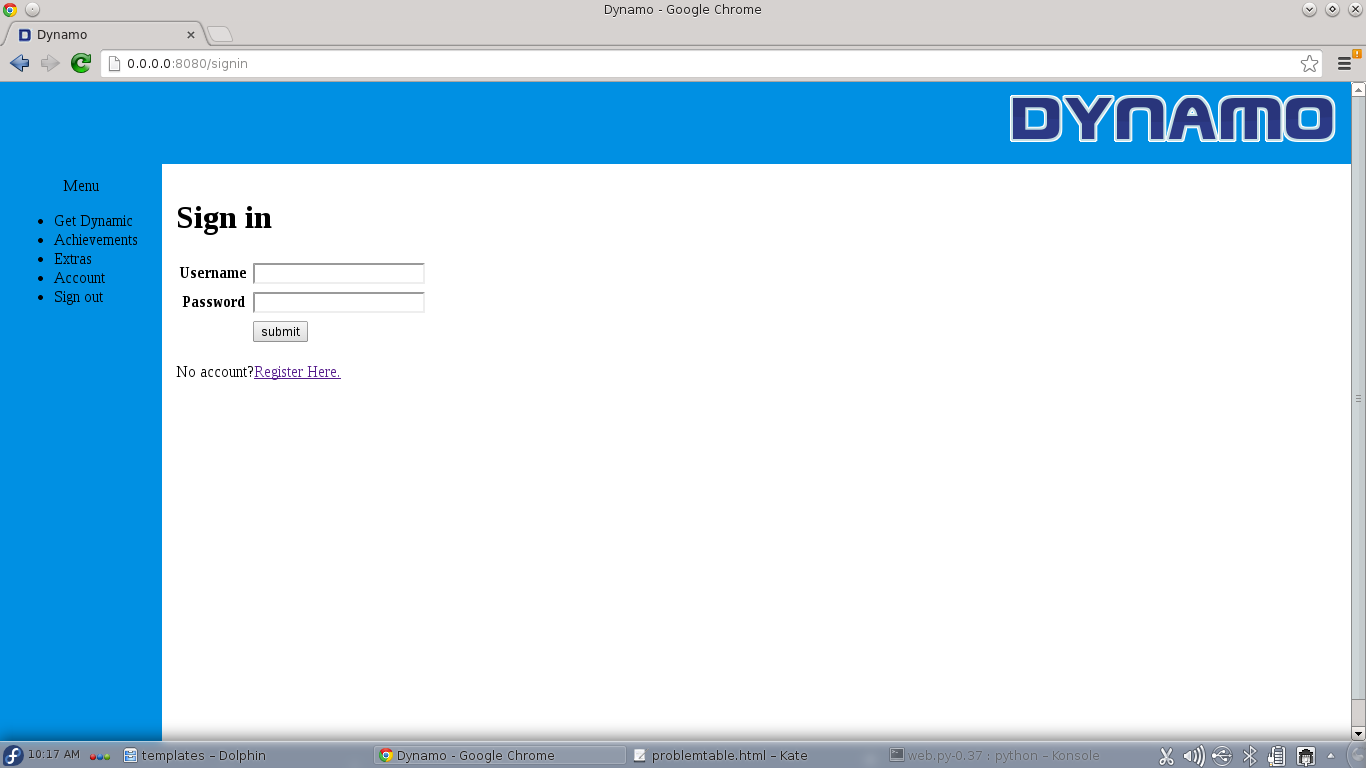 Dynamo - Google Chrome
Dynamo
0.0.0.0:8080/signin
DYNAMO
Menu
Get Dynamic
Achievements
Extras
Account
Sign out
Sign in
Username
Password
submit
No account?Register Here.
10:17 AM
templates – Dolphin
Dynamo - Google Chrome
problemtable.html – Kate
web.py-0.37 : python – Konsole